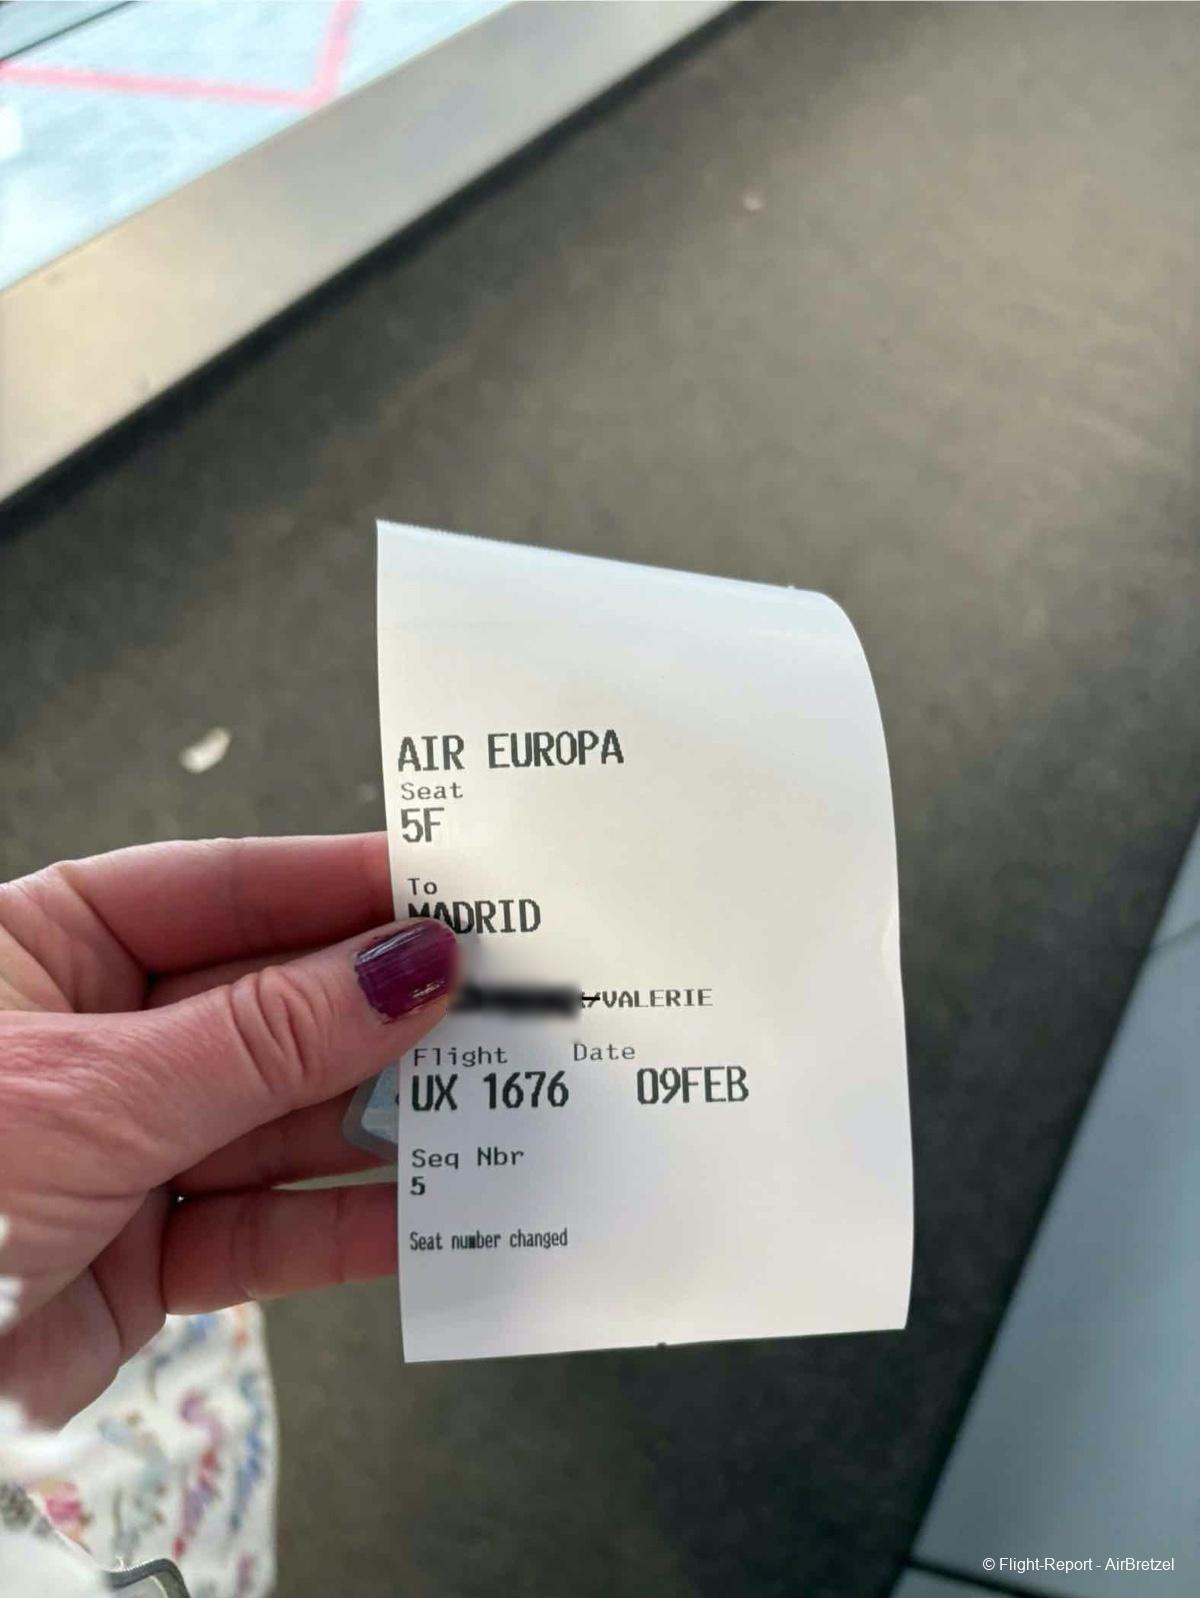 AIR EUROPA
Seat
5F
To
MADRID
/VALERIE
Flight Date
UX 1676 09FEB
Seq Nbr
5
Seat number changed
© Flight-Report - AirBretzel